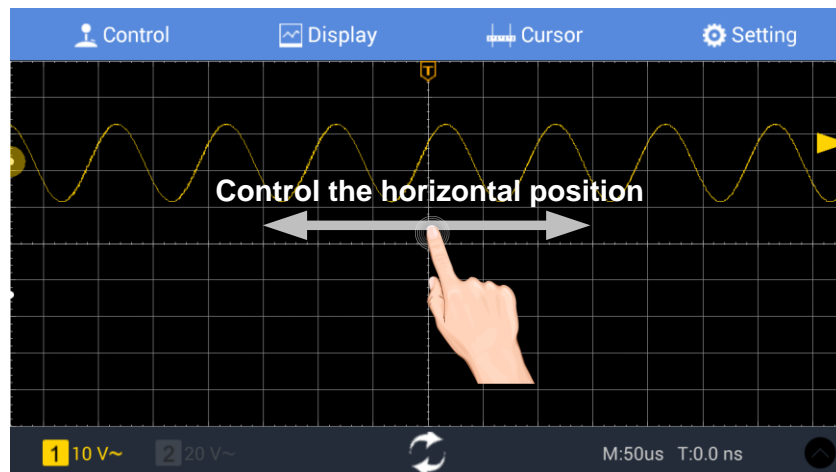 Control Display Cursor Setting
T
Control the horizontal position
1 10 V~ 2 20 V~ M:50us T:0.0 ns